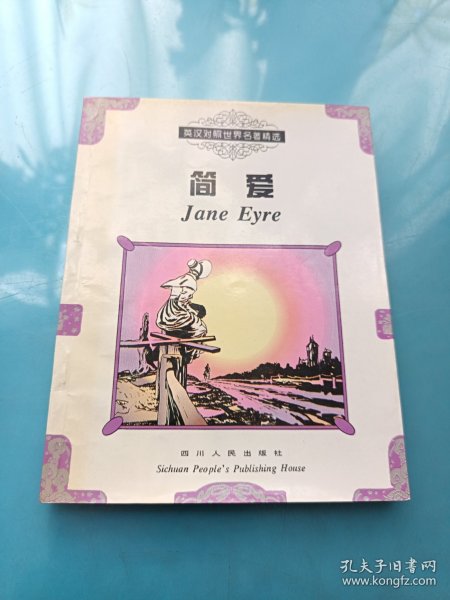 英汉对照世界名著精选
简爱
Jane Eyre
四川人民出版社
Sichuan People's Publishing House
孔夫子旧书网
www.kongfz.com